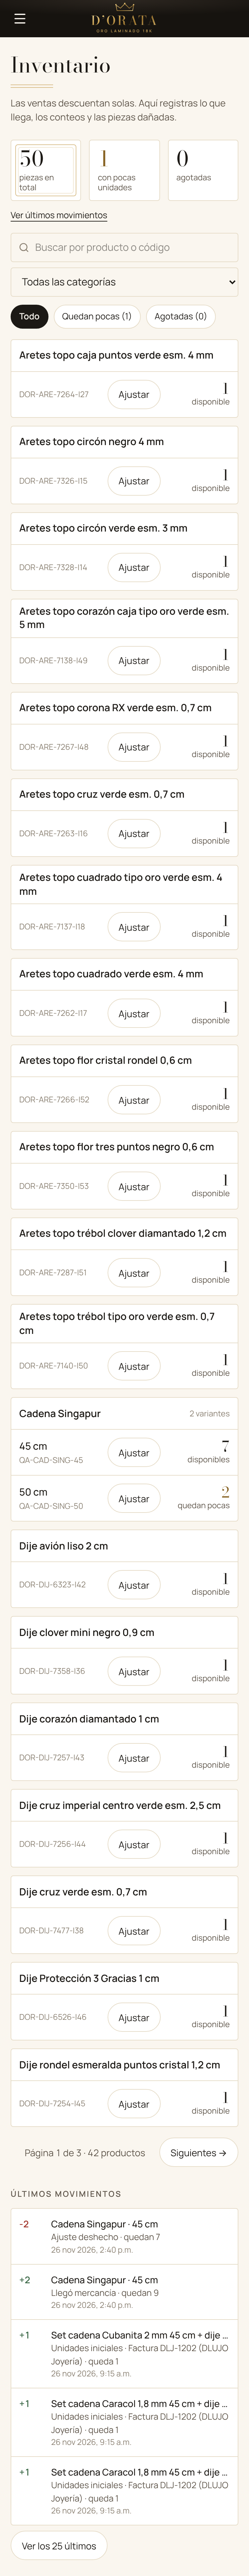 D'ORATA
ORO LAMINADO 18K
Inventario
Las ventas descuentan solas. Aquí registras lo que
llega, los conteos y las piezas dañadas.
50
piezas en
total
1
con pocas
unidades
0
agotadas
Ver últimos movimientos
Buscar por producto o código
Todas las categorías
Todo
Quedan pocas (1)
Agotadas (0)
Aretes topo caja puntos verde esm. 4 mm
DOR-ARE-7264-I27
Ajustar
1
disponible
Aretes topo circón negro 4 mm
DOR-ARE-7326-I15
Ajustar
1
disponible
Aretes topo circón verde esm. 3 mm
DOR-ARE-7328-I14
Ajustar
1
disponible
Aretes topo corazón caja tipo oro verde esm.
5 mm
DOR-ARE-7138-I49
Ajustar
1
disponible
Aretes topo corona RX verde esm. 0,7 cm
DOR-ARE-7267-I48
Ajustar
1
disponible
Aretes topo cruz verde esm. 0,7 cm
DOR-ARE-7263-I16
Ajustar
1
disponible
Aretes topo cuadrado tipo oro verde esm. 4
mm
DOR-ARE-7137-I18
Ajustar
1
disponible
Aretes topo cuadrado verde esm. 4 mm
DOR-ARE-7262-I17
Ajustar
1
disponible
Aretes topo flor cristal rondel 0,6 cm
DOR-ARE-7266-I52
Ajustar
1
disponible
Aretes topo flor tres puntos negro 0,6 cm
DOR-ARE-7350-I53
Ajustar
1
disponible
Aretes topo trébol clover diamantado 1,2 cm
DOR-ARE-7287-I51
Ajustar
1
disponible
Aretes topo trébol tipo oro verde esm. 0,7
cm
DOR-ARE-7140-I50
Ajustar
1
disponible
Cadena Singapur
2 variantes
45 cm
QA-CAD-SING-45
Ajustar
7
disponibles
50 cm
QA-CAD-SING-50
Ajustar
2
quedan pocas
Dije avión liso 2 cm
DOR-DIJ-6323-I42
Ajustar
1
disponible
Dije clover mini negro 0,9 cm
DOR-DIJ-7358-I36
Ajustar
1
disponible
Dije corazón diamantado 1 cm
DOR-DIJ-7257-I43
Ajustar
1
disponible
Dije cruz imperial centro verde esm. 2,5 cm
DOR-DIJ-7256-I44
Ajustar
1
disponible
Dije cruz verde esm. 0,7 cm
DOR-DIJ-7477-I38
Ajustar
1
disponible
Dije Protección 3 Gracias 1 cm
DOR-DIJ-6526-I46
Ajustar
1
disponible
Dije rondel esmeralda puntos cristal 1,2 cm
DOR-DIJ-7254-I45
Ajustar
1
disponible
Página 1 de 3 · 42 productos
Siguientes →
ÚLTIMOS MOVIMIENTOS
-2
Cadena Singapur · 45 cm
Ajuste deshecho · quedan 7
26 nov 2026, 2:40 p.m.
+2
Cadena Singapur · 45 cm
Llegó mercancía · quedan 9
26 nov 2026, 2:40 p.m.
+1
Set cadena Cubanita 2 mm 45 cm + dije ...
Unidades iniciales · Factura DLJ-1202 (DLUJO
Joyería) · queda 1
26 nov 2026, 9:15 a.m.
+1
Set cadena Caracol 1,8 mm 45 cm + dije ...
Unidades iniciales · Factura DLJ-1202 (DLUJO
Joyería) · queda 1
26 nov 2026, 9:15 a.m.
+1
Set cadena Caracol 1,8 mm 45 cm + dije ...
Unidades iniciales · Factura DLJ-1202 (DLUJO
Joyería) · queda 1
26 nov 2026, 9:15 a.m.
Ver los 25 últimos